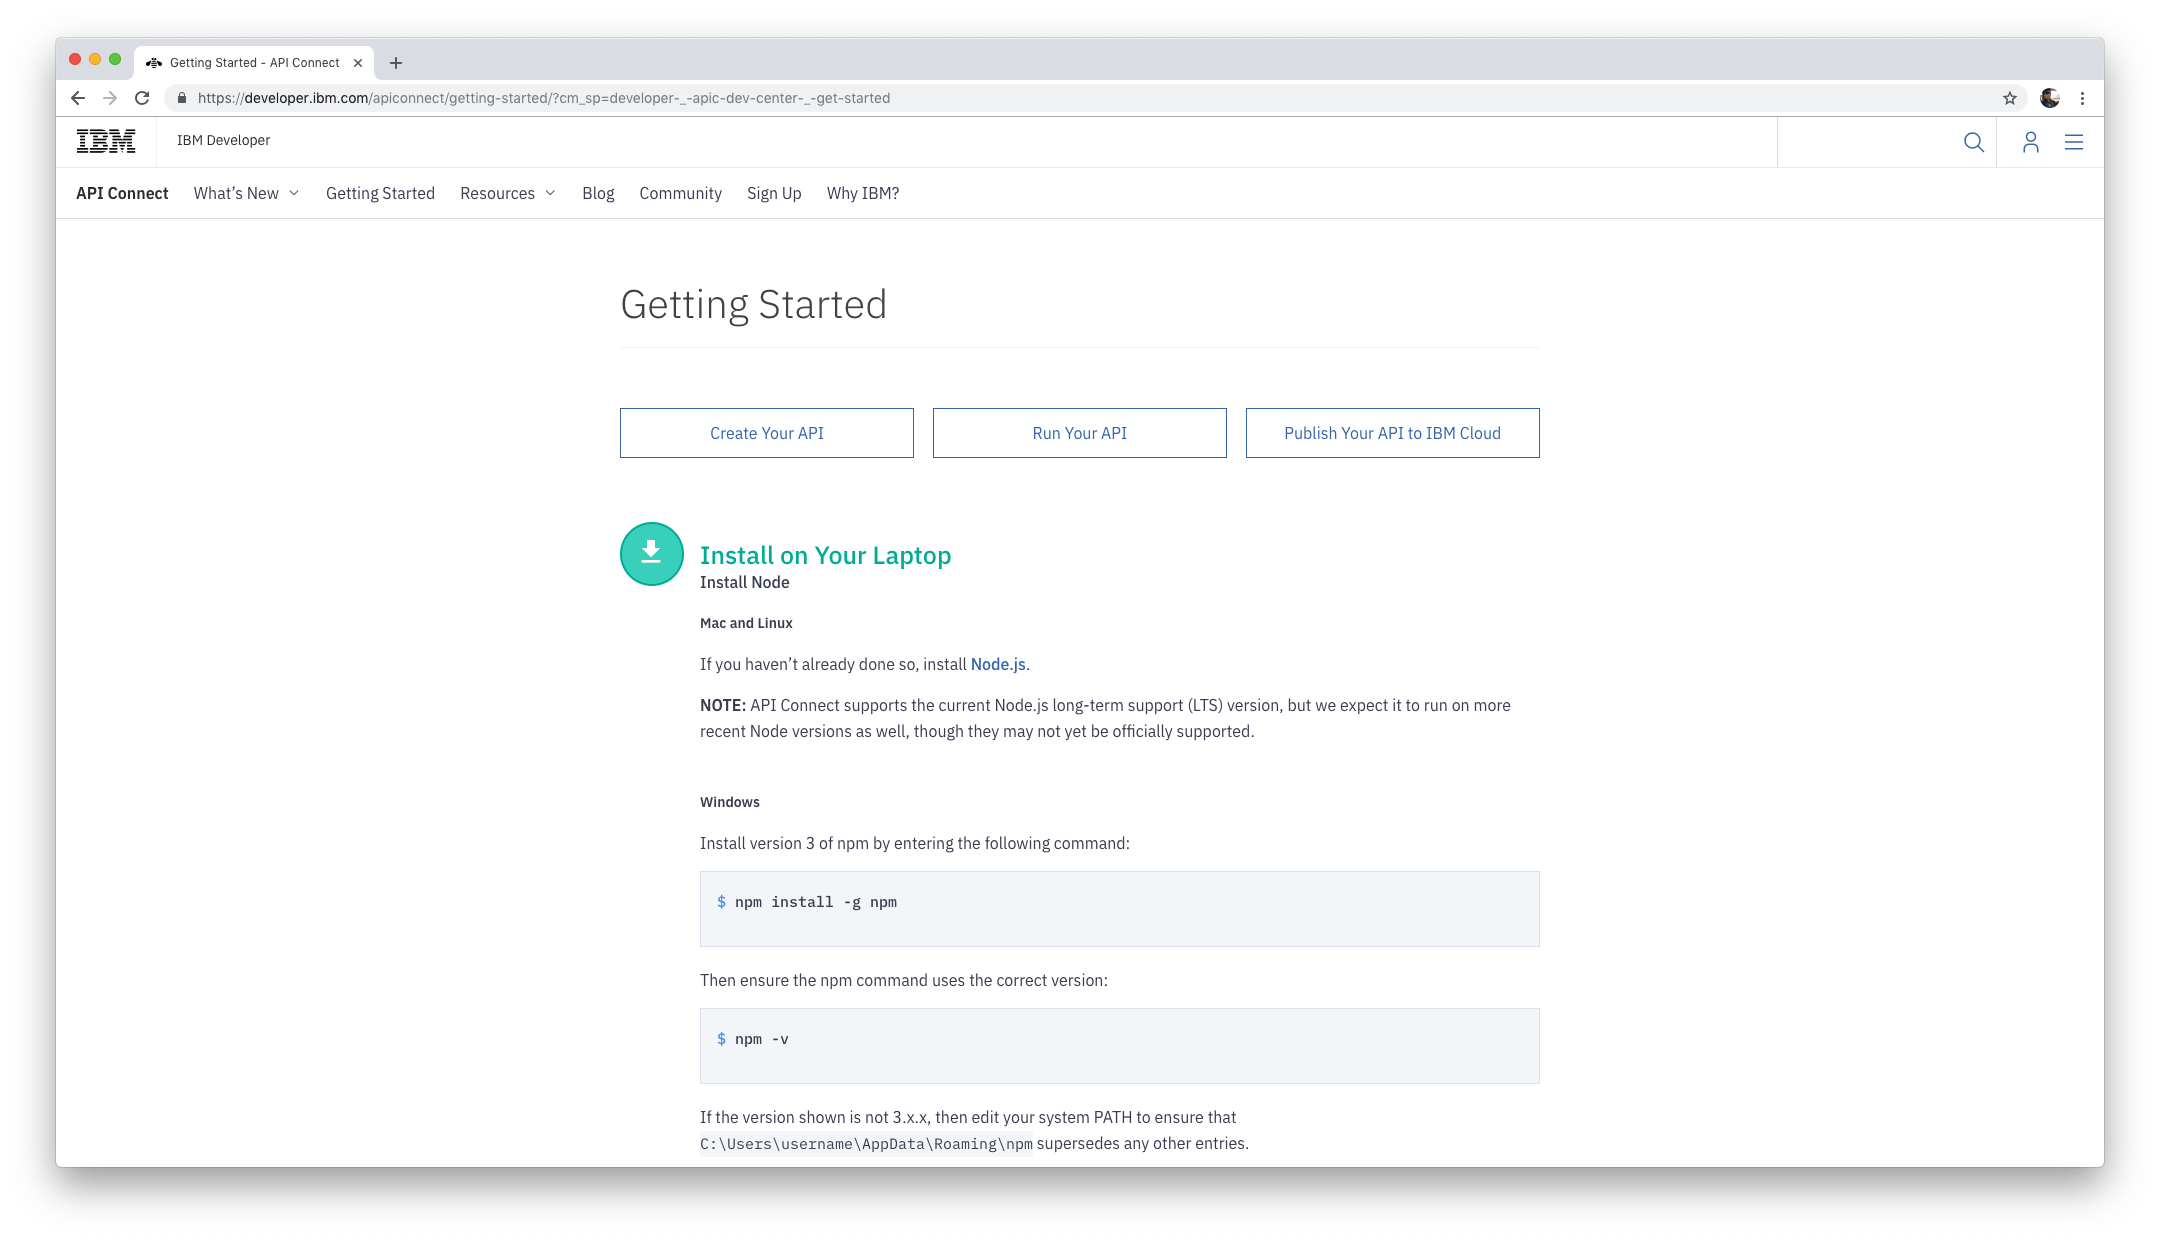 Getting Started - API Connect
https://developer.ibm.com/apiconnect/getting-started/?cm_sp=developer-_-apic-dev-center-_-get-started
IBM
IBM Developer
API Connect What's New Getting Started Resources Blog Community Sign Up Why IBM?
Getting Started
Create Your API
Run Your API
Publish Your API to IBM Cloud
Install on Your Laptop
Install Node
Mac and Linux
If you haven’t already done so, install Node.js.
NOTE: API Connect supports the current Node.js long-term support (LTS) version, but we expect it to run on more
recent Node versions as well, though they may not yet be officially supported.
Windows
Install version 3 of npm by entering the following command:
$ npm install -g npm
Then ensure the npm command uses the correct version:
$ npm -v
If the version shown is not 3.x.x, then edit your system PATH to ensure that
C:\Users\username\AppData\Roaming\npm supersedes any other entries.